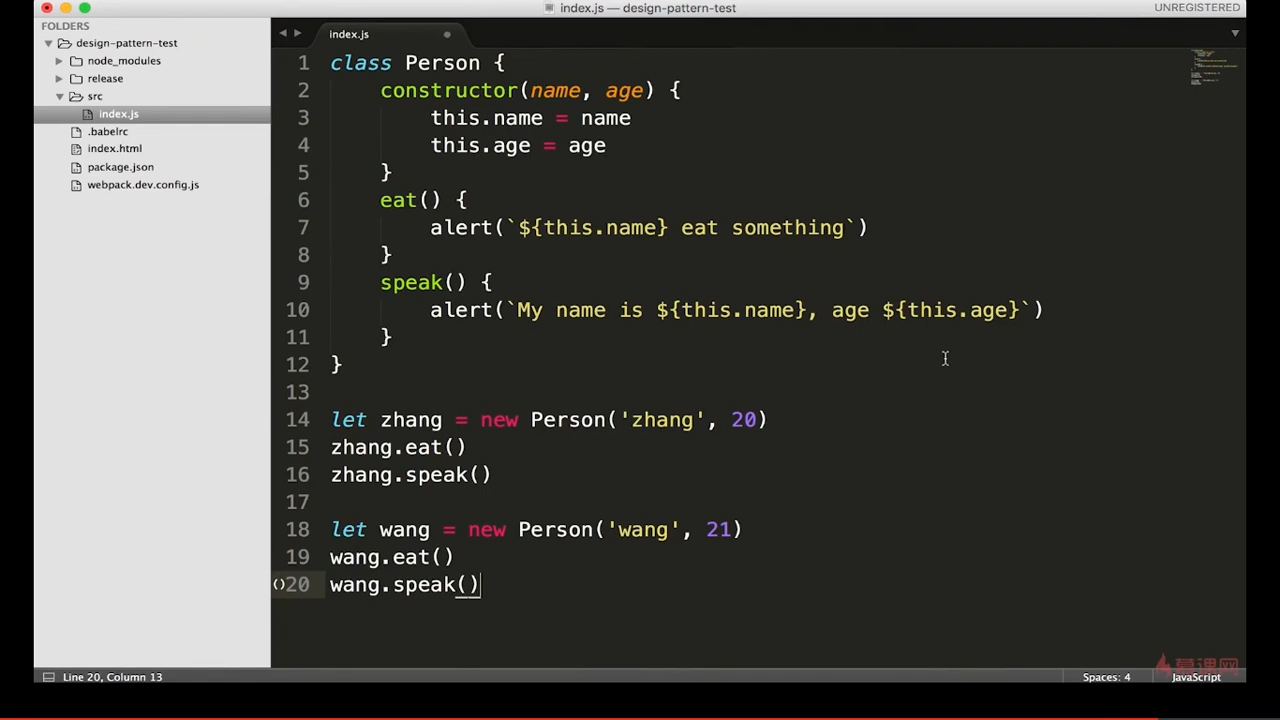 index.js — design-pattern-test
UNREGISTERED
FOLDERS
design-pattern-test
node_modules
release
src
index.js
.babelrc
index.html
package.json
webpack.dev.config.js
index.js
1 class Person {
2     constructor(name, age) {
3         this.name = name
4         this.age = age
5     }
6     eat() {
7         alert(`${this.name} eat something`)
8     }
9     speak() {
10         alert(`My name is ${this.name}, age ${this.age}`)
11     }
12 }
13
14 let zhang = new Person('zhang', 20)
15 zhang.eat()
16 zhang.speak()
17
18 let wang = new Person('wang', 21)
19 wang.eat()
20 wang.speak()
Line 20, Column 13
Spaces: 4
JavaScript
慕课网